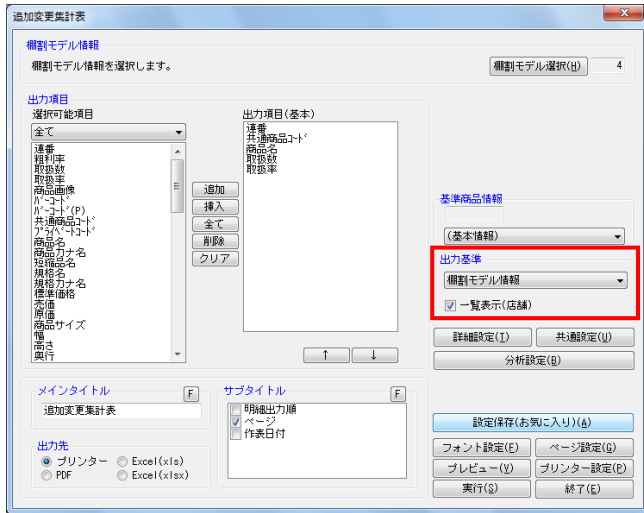 追加変更集計表
棚割モデル情報
棚割モデル情報を選択します。
棚割モデル選択(H)
4
出力項目
選択可能項目
全て
連番
粗利率
取扱数
取扱率
商品画像
バーコード
バーコード(P)
共通商品コード
プライベートコード
商品名
商品カナ名
短縮品名
規格名
規格カナ名
標準価格
売価
原価
商品サイズ
幅
高さ
奥行
追加
挿入
全て
削除
クリア
出力項目(基本)
連番
共通商品コード
商品名
取扱数
取扱率
↑
↓
基準商品情報
(基本情報)
出力基準
棚割モデル情報
一覧表示(店舗)
詳細設定(I)
共通設定(U)
分析設定(B)
メインタイトル
F
追加変更集計表
出力先
プリンター
Excel(xls)
PDF
Excel(xlsx)
サブタイトル
F
明細出力順
ページ
作表日付
設定保存(お気に入り)(A)
フォント設定(F)
ページ設定(G)
プレビュー(V)
プリンター設定(P)
実行(S)
終了(E)